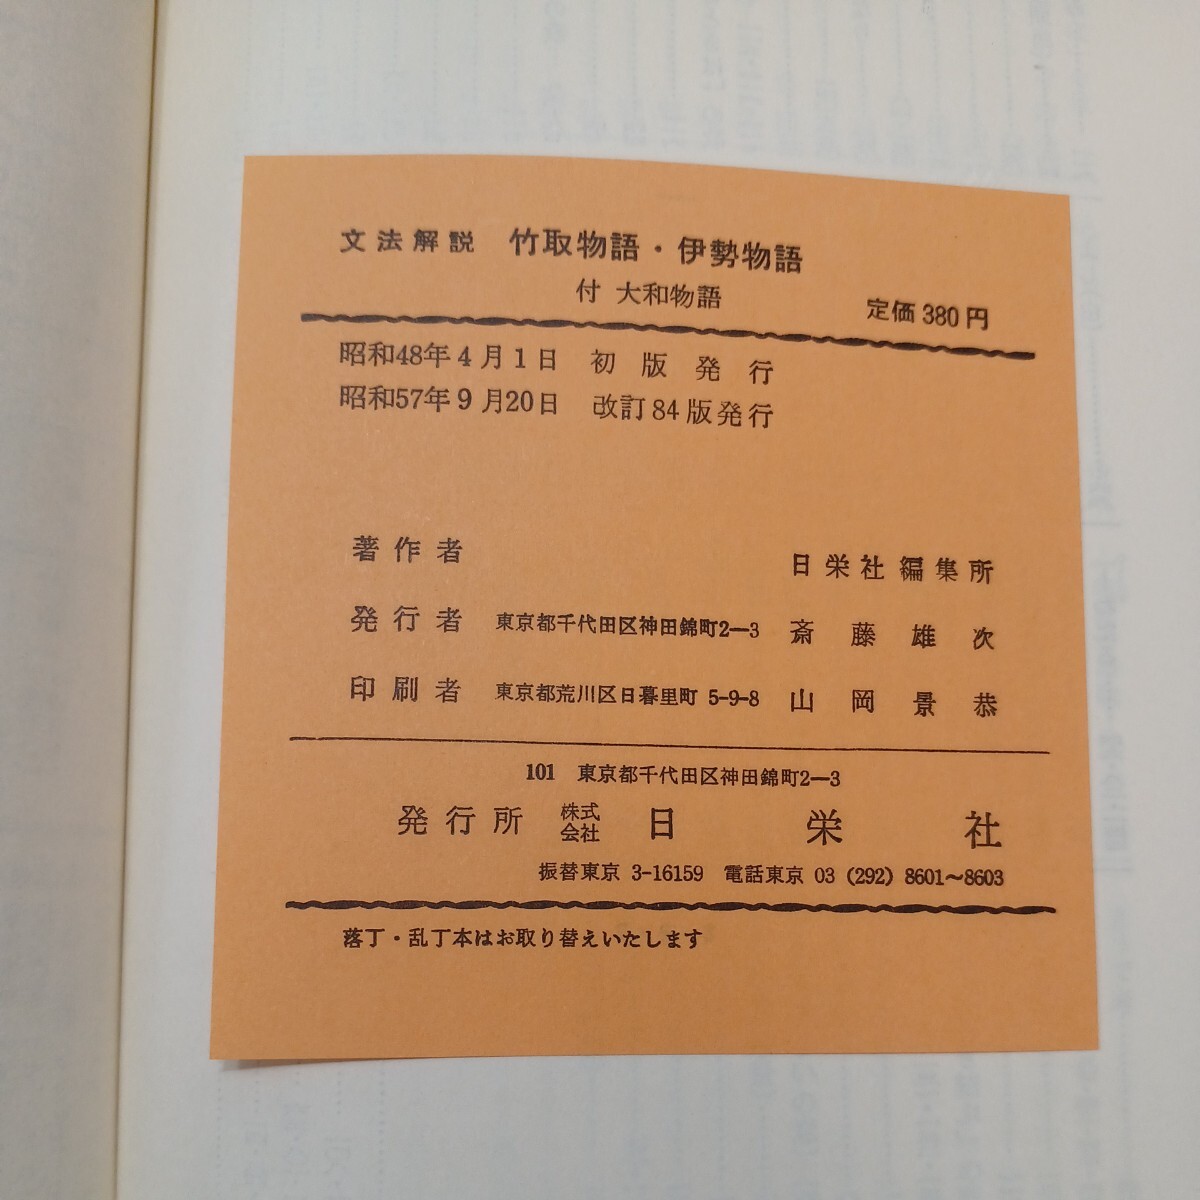 文法解説 竹取物語・伊勢物語
付 大和物語
定価380円
昭和48年4月1日 初版発行
昭和57年9月20日 改訂84版発行
著作者 日栄社編集所
発行者 東京都千代田区神田錦町2―3 斎藤雄次
印刷者 東京都荒川区日暮里町 5-9-8 山岡景恭
101 東京都千代田区神田錦町2―3
発行所 株式会社 日栄社
振替東京 3-16159 電話東京 03 (292) 8601～8603
落丁・乱丁本はお取り替えいたします